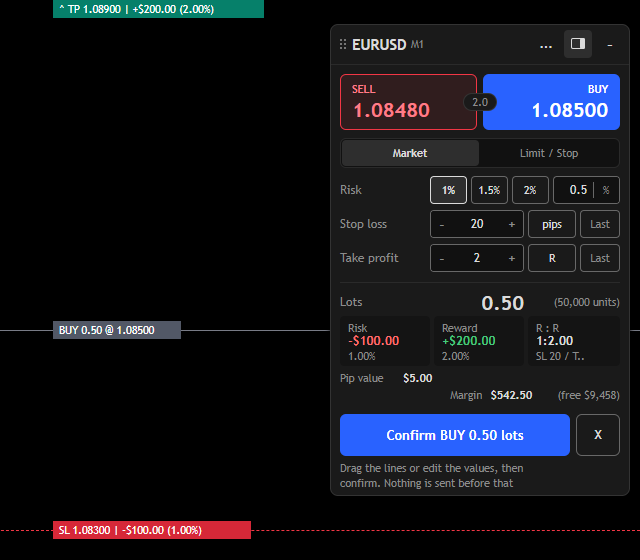 ^ TP 1.08900 | +$200.00 (2.00%)
EURUSD M1 ... -
SELL BUY
1.08480 2.0 1.08500
Market Limit / Stop
Risk 1% 1.5% 2% 0.5 | %
Stop loss - 20 + pips Last
Take profit - 2 + R Last
Lots 0.50 (50,000 units)
Risk Reward R : R
-$100.00 +$200.00 1:2.00
1.00% 2.00% SL 20 / T..
Pip value $5.00
Margin $542.50 (free $9,458)
Confirm BUY 0.50 lots X
Drag the lines or edit the values, then
confirm. Nothing is sent before that
BUY 0.50 @ 1.08500
SL 1.08300 | -$100.00 (1.00%)